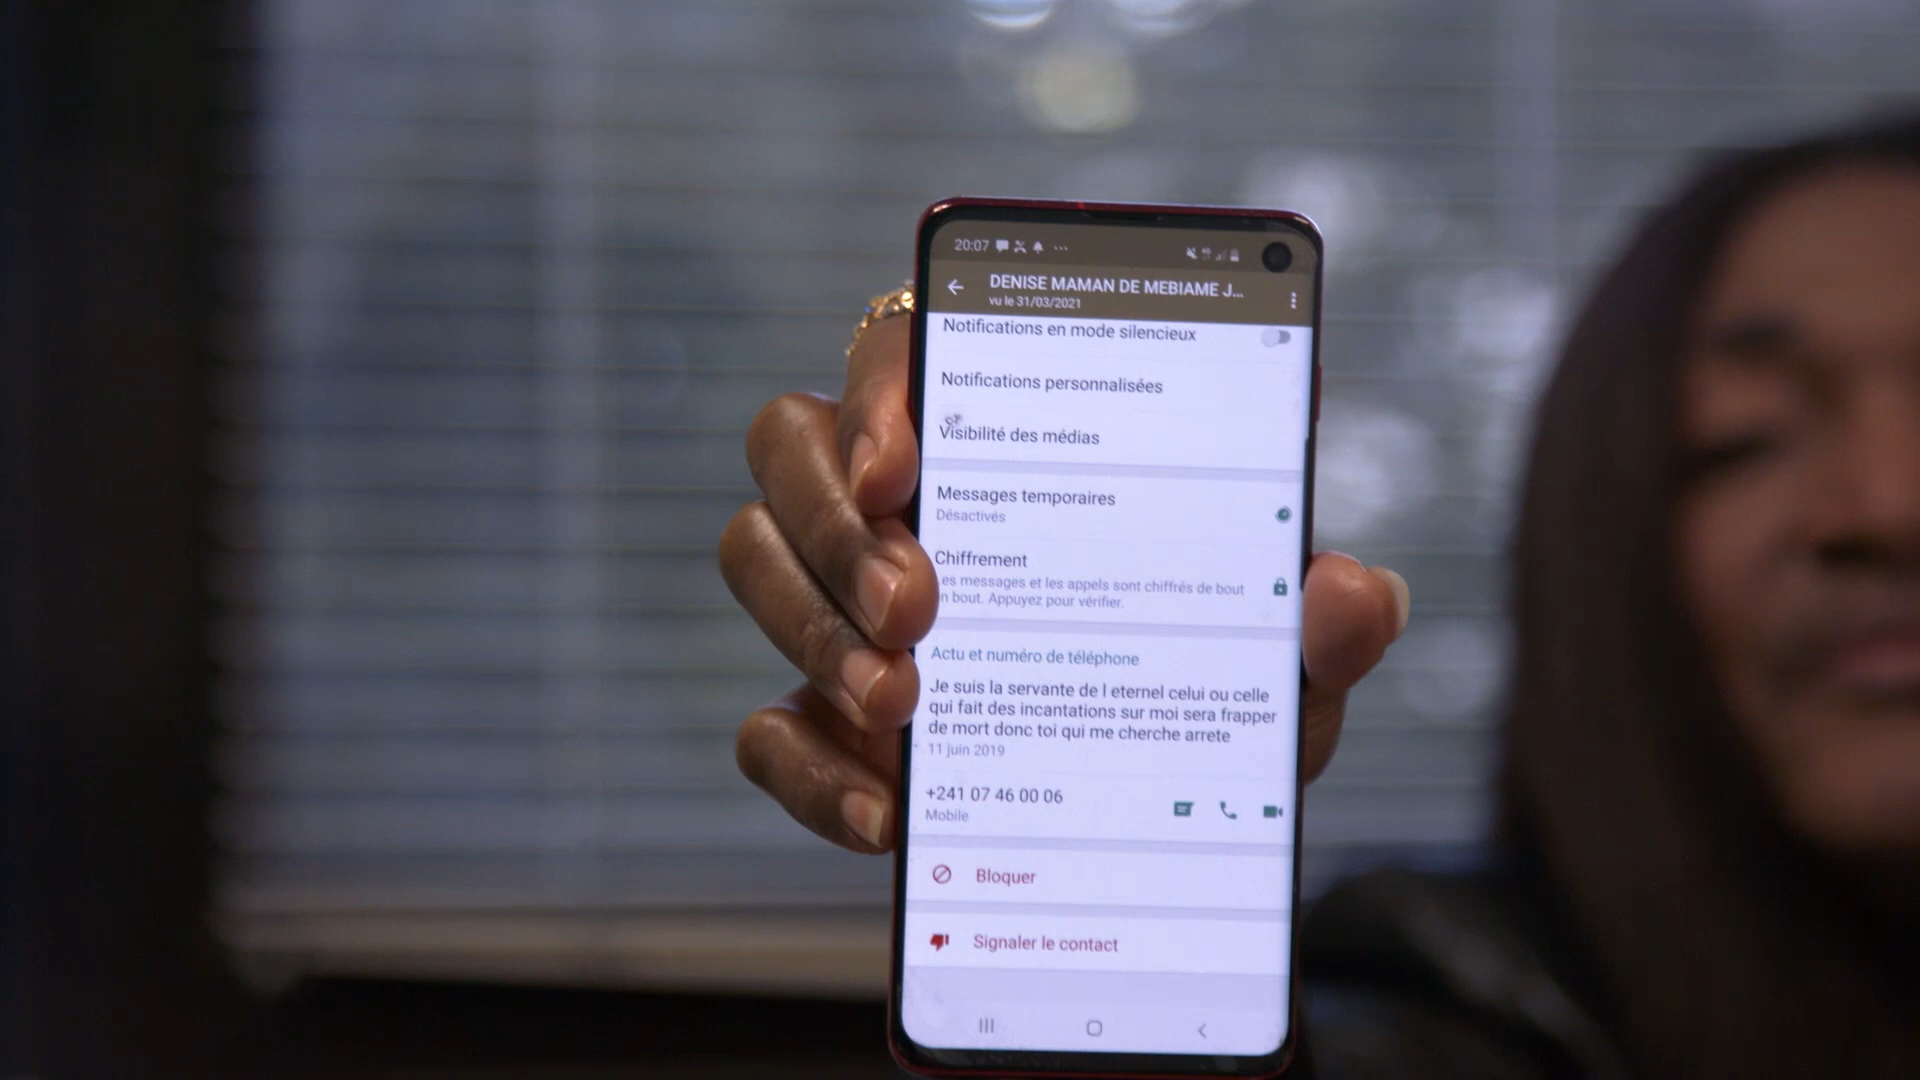 20:07
DENISE MAMAN DE MEBIAME J...
vu le 31/03/2021
Notifications en mode silencieux
Notifications personnalisées
Visibilité des médias
Messages temporaires
Désactivés
Chiffrement
es messages et les appels sont chiffrés de bout
n bout. Appuyez pour vérifier.
Actu et numéro de téléphone
Je suis la servante de l eternel celui ou celle
qui fait des incantations sur moi sera frapper
de mort donc toi qui me cherche arrete
11 juin 2019
+241 07 46 00 06
Mobile
Bloquer
Signaler le contact